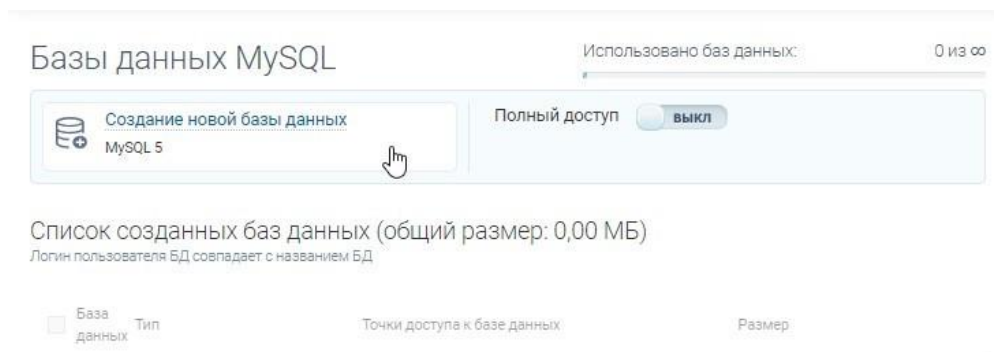 Базы данных MySQL
Использовано баз данных: 0 из ∞
Создание новой базы данных
MySQL 5
Полный доступ выкл
Список созданных баз данных (общий размер: 0,00 МБ)
Логин пользователя БД совпадает с названием БД
База данных Тип Точки доступа к базе данных Размер